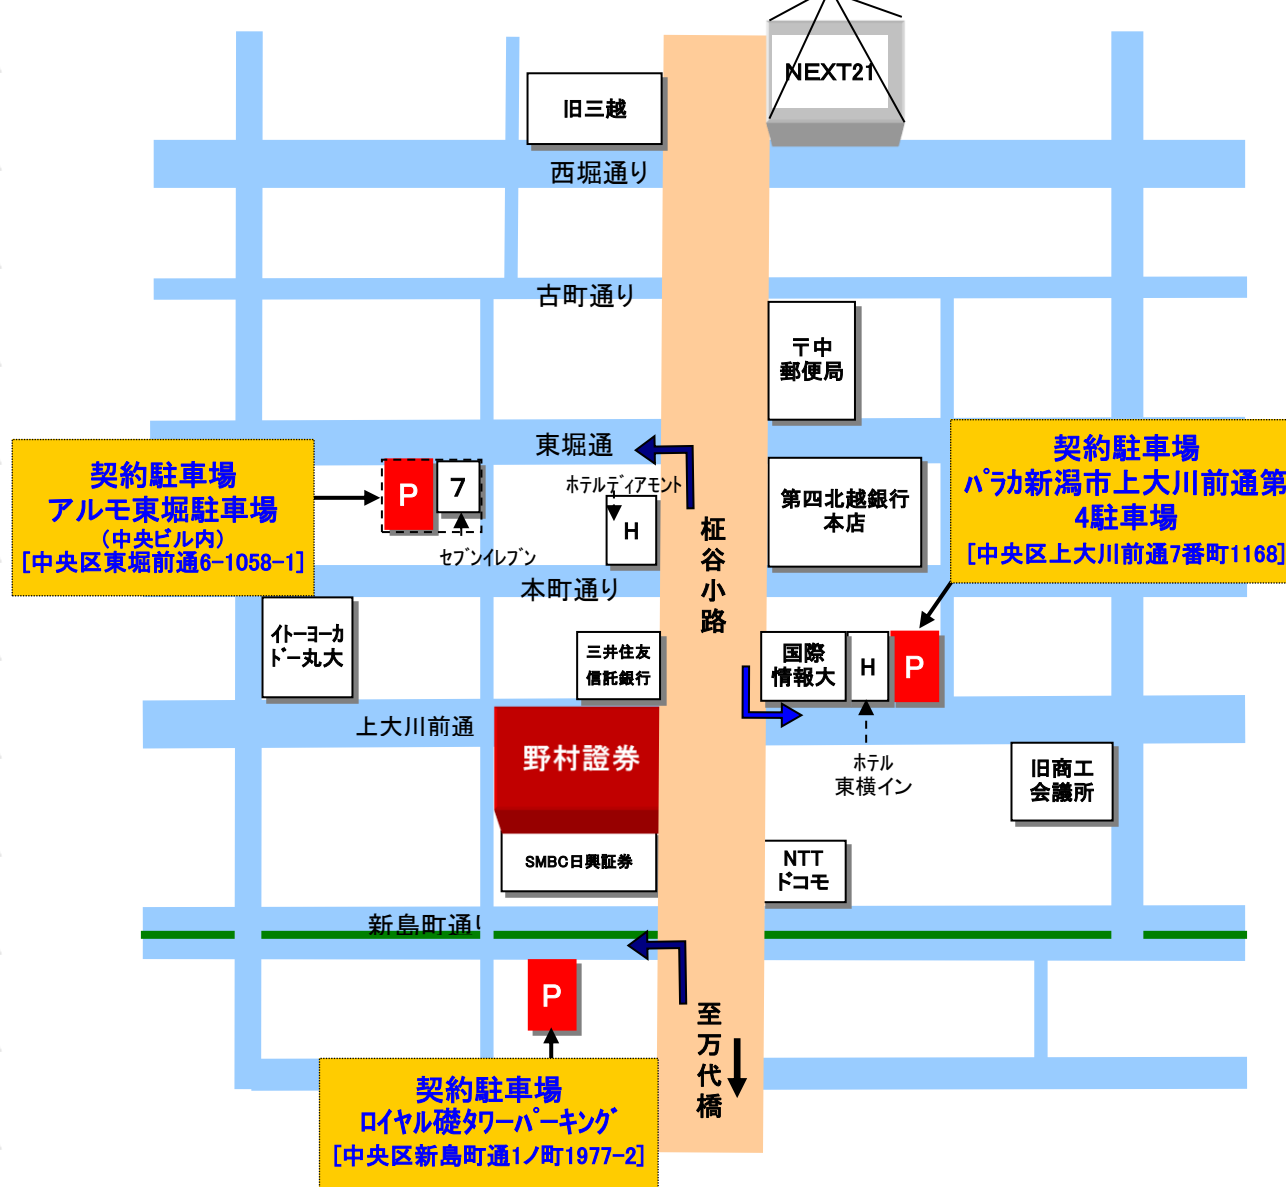 NEXT21
旧三越
西堀通り
古町通り
〒中
郵便局
東堀通
契約駐車場
アルモ東堀駐車場
(中央ビル内)
[中央区東堀前通6-1058-1]
P
7
セブンイレブン
ホテルディアモント
H
柾谷小路
第四北越銀行
本店
契約駐車場
パラカ新潟市上大川前通第
4駐車場
[中央区上大川前通7番町1168]
本町通り
イトーヨーカ
ドー丸大
三井住友
信託銀行
国際
情報大
H
P
上大川前通
野村證券
ホテル
東横イン
旧商工
会議所
SMBC日興証券
NTT
ドコモ
新島町通り
P
至万代橋
契約駐車場
ロイヤル礎タワーパーキング
[中央区新島町通1ノ町1977-2]